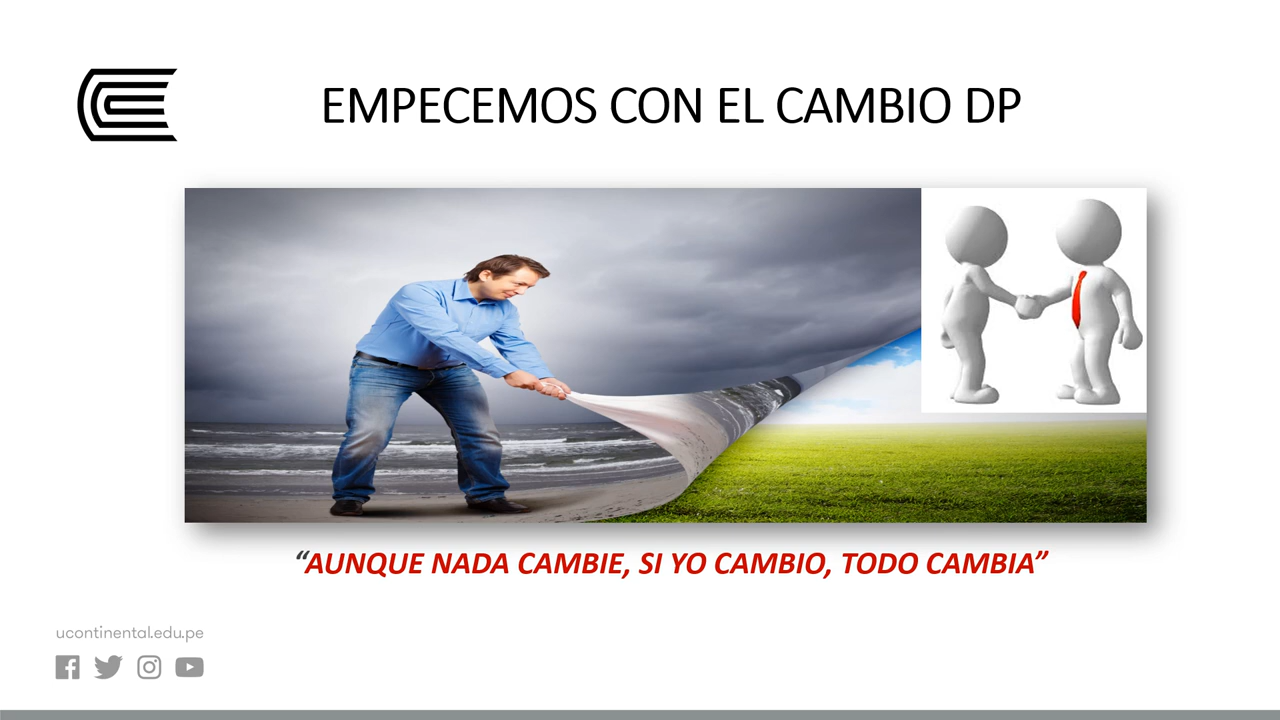 EMPECEMOS CON EL CAMBIO DP
“AUNQUE NADA CAMBIE, SI YO CAMBIO, TODO CAMBIA”
ucontinental.edu.pe